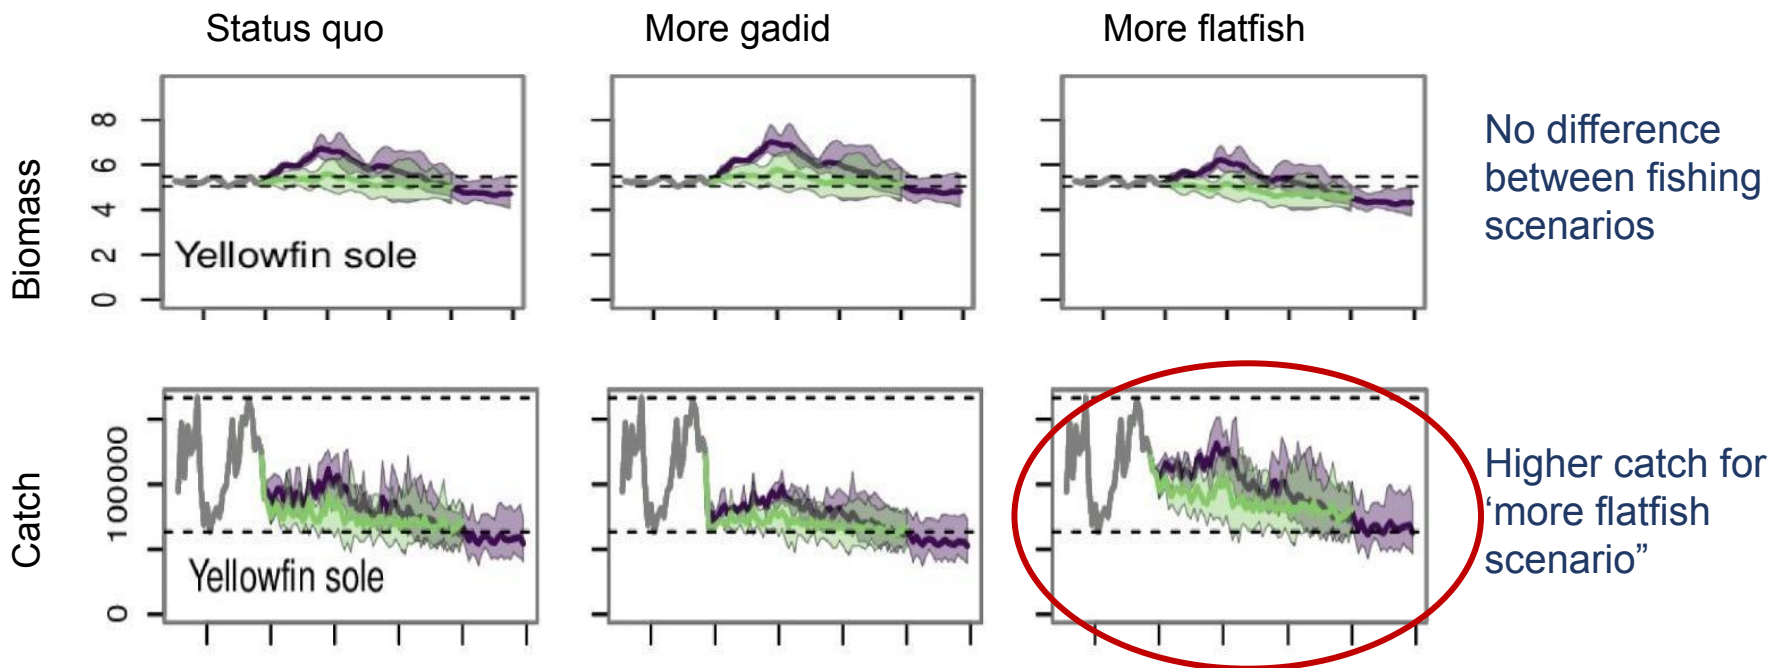 Status quo
More gadid
More flatfish
Biomass
8
6
4
2
0
Yellowfin sole
No difference
between fishing
scenarios
Catch
100000
0
Yellowfin sole
Higher catch for
‘more flatfish
scenario”